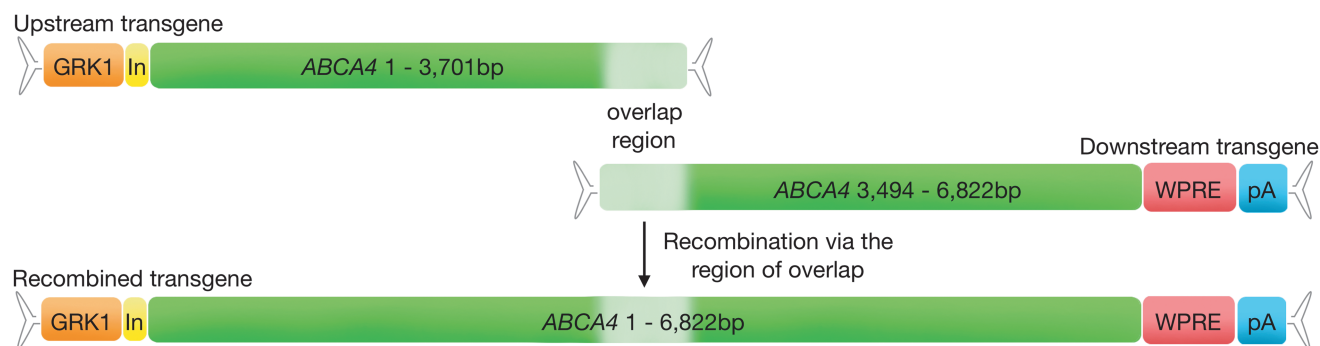 Upstream transgene
GRK1 In ABCA4 1 - 3,701bp
overlap
region
Downstream transgene
ABCA4 3,494 - 6,822bp WPRE pA
Recombination via the
region of overlap
Recombined transgene
GRK1 In ABCA4 1 - 6,822bp WPRE pA